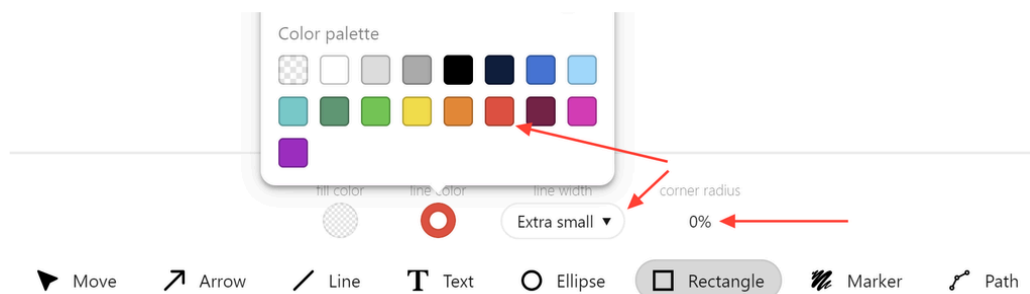 Color palette
fill color line color line width corner radius
Extra small 0%
Move Arrow Line Text Ellipse Rectangle Marker Path